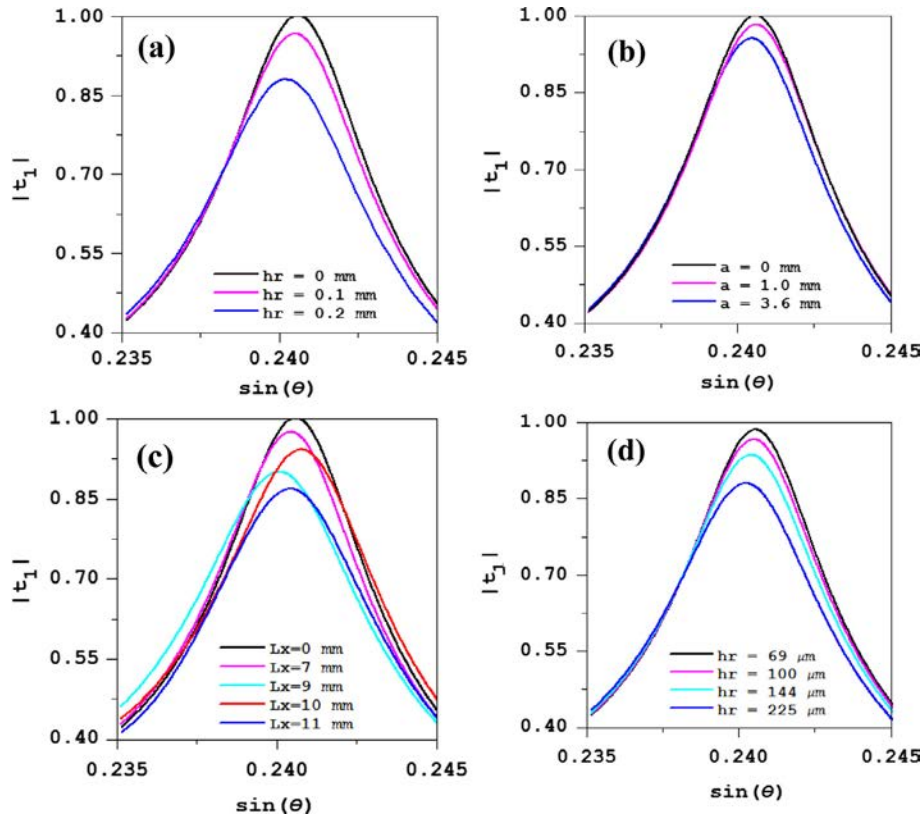 (a)
1.00
0.85
0.70
0.55
0.40
|t1|
hr = 0 mm
hr = 0.1 mm
hr = 0.2 mm
0.235 0.240 0.245
sin(θ)
(b)
1.00
0.85
0.70
0.55
0.40
|t1|
a = 0 mm
a = 1.0 mm
a = 3.6 mm
0.235 0.240 0.245
sin(θ)
(c)
1.00
0.85
0.70
0.55
0.40
|t1|
Lx=0 mm
Lx=7 mm
Lx=9 mm
Lx=10 mm
Lx=11 mm
0.235 0.240 0.245
sin(θ)
(d)
1.00
0.85
0.70
0.55
0.40
|t1|
hr = 69 μm
hr = 100 μm
hr = 144 μm
hr = 225 μm
0.235 0.240 0.245
sin(θ)